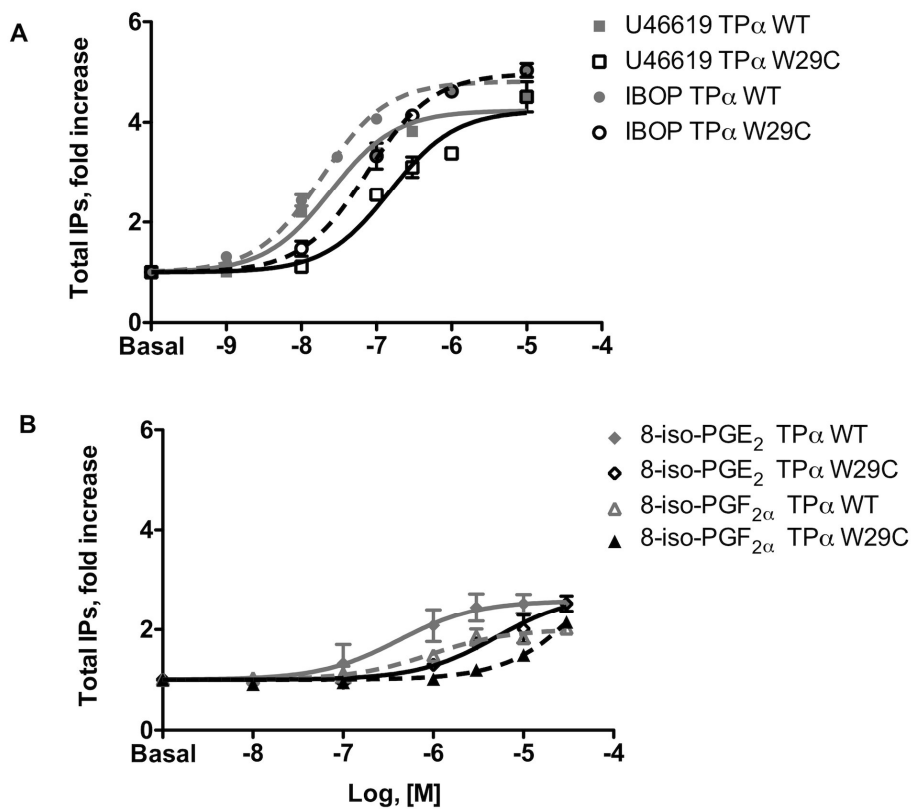 A
Total IPs, fold increase
6
4
2
0
Basal -9 -8 -7 -6 -5 -4
U46619 TPα WT
U46619 TPα W29C
IBOP TPα WT
IBOP TPα W29C
B
Total IPs, fold increase
6
4
2
0
Basal -8 -7 -6 -5 -4
Log, [M]
8-iso-PGE₂ TPα WT
8-iso-PGE₂ TPα W29C
8-iso-PGF₂α TPα WT
8-iso-PGF₂α TPα W29C